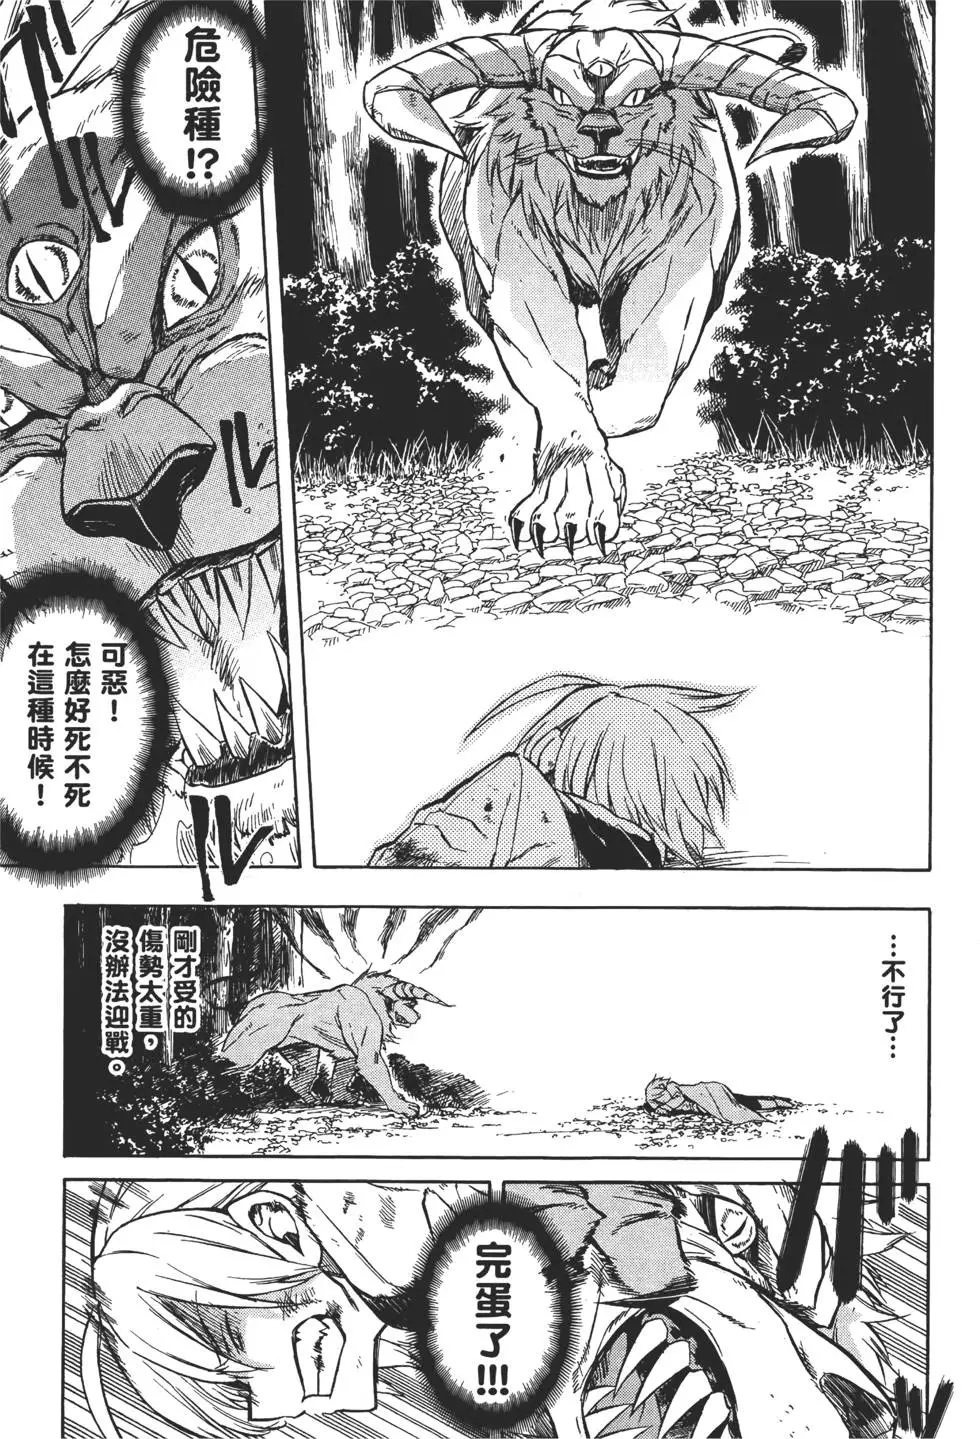 危險種!?
可惡！
怎麼好死不死
在這種時候！
…不行了…
剛才受的
傷勢太重，
沒辦法迎戰。
完蛋了!!!